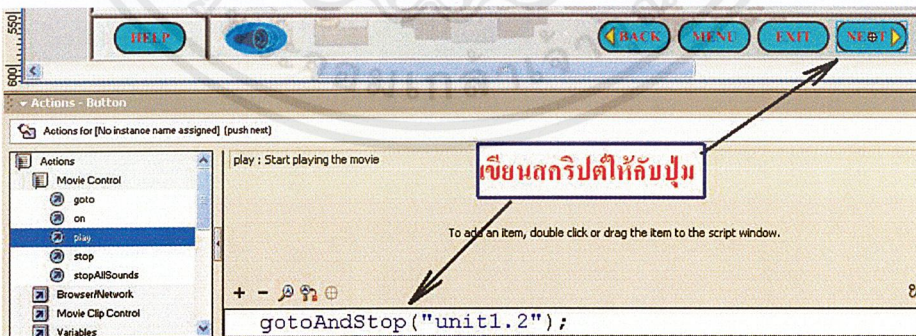 550
HELP
BACK
MENU
EXIT
NE T
600
Actions - Button
Actions for [No instance name assigned] (push next)
Actions
Movie Control
goto
on
play
stop
stopAllSounds
Browser/Network
Movie Clip Control
Variables
play : Start playing the movie
เขียนสคริปต์ให้กับปุ่ม
To add an item, double click or drag the item to the script window.
gotoAndStop("unit1.2");